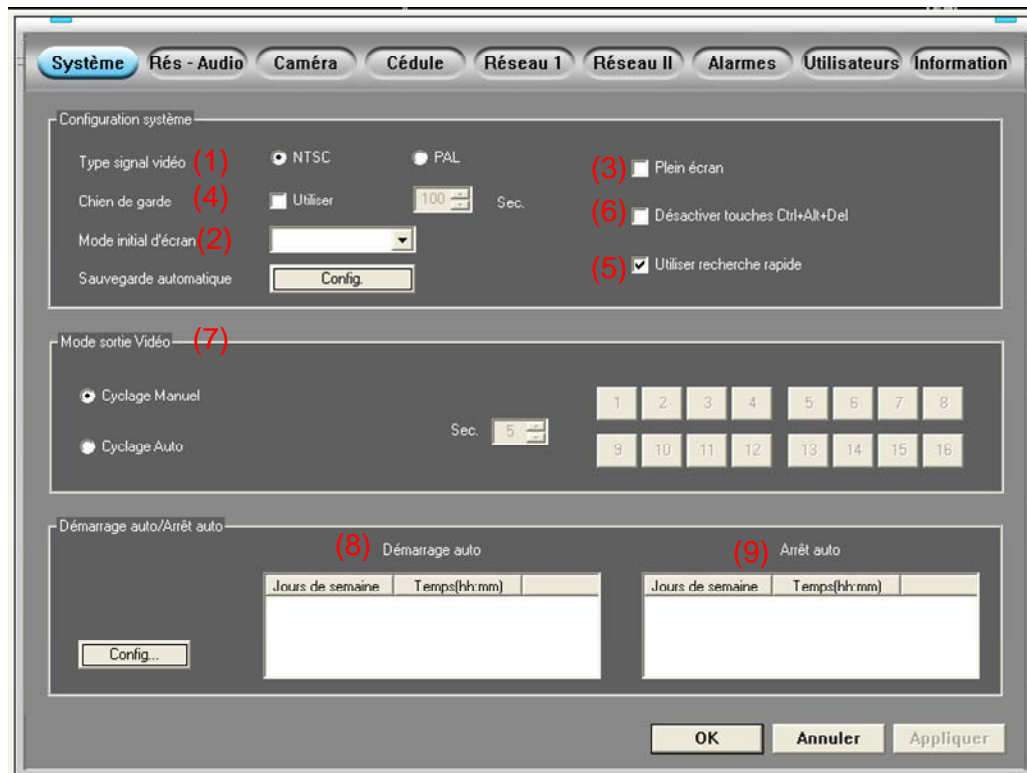 Système Rés - Audio Caméra Cédule Réseau 1 Réseau II Alarmes Utilisateurs Information
Configuration système
Type signal vidéo (1) NTSC PAL (3) Plein écran
Chien de garde (4) Utiliser 100 Sec. (6) Désactiver touches Ctrl+Alt+Del
Mode initial d'écran (2)
(5) Utiliser recherche rapide
Sauvegarde automatique Config.
Mode sortie Vidéo (7)
Cyclage Manuel 1 2 3 4 5 6 7 8
Sec. 5
Cyclage Auto 9 10 11 12 13 14 15 16
Démarrage auto/Arrêt auto
(8) Démarrage auto (9) Arrêt auto
Jours de semaine Temps(hh:mm) Jours de semaine Temps(hh:mm)
Config...
OK Annuler Appliquer